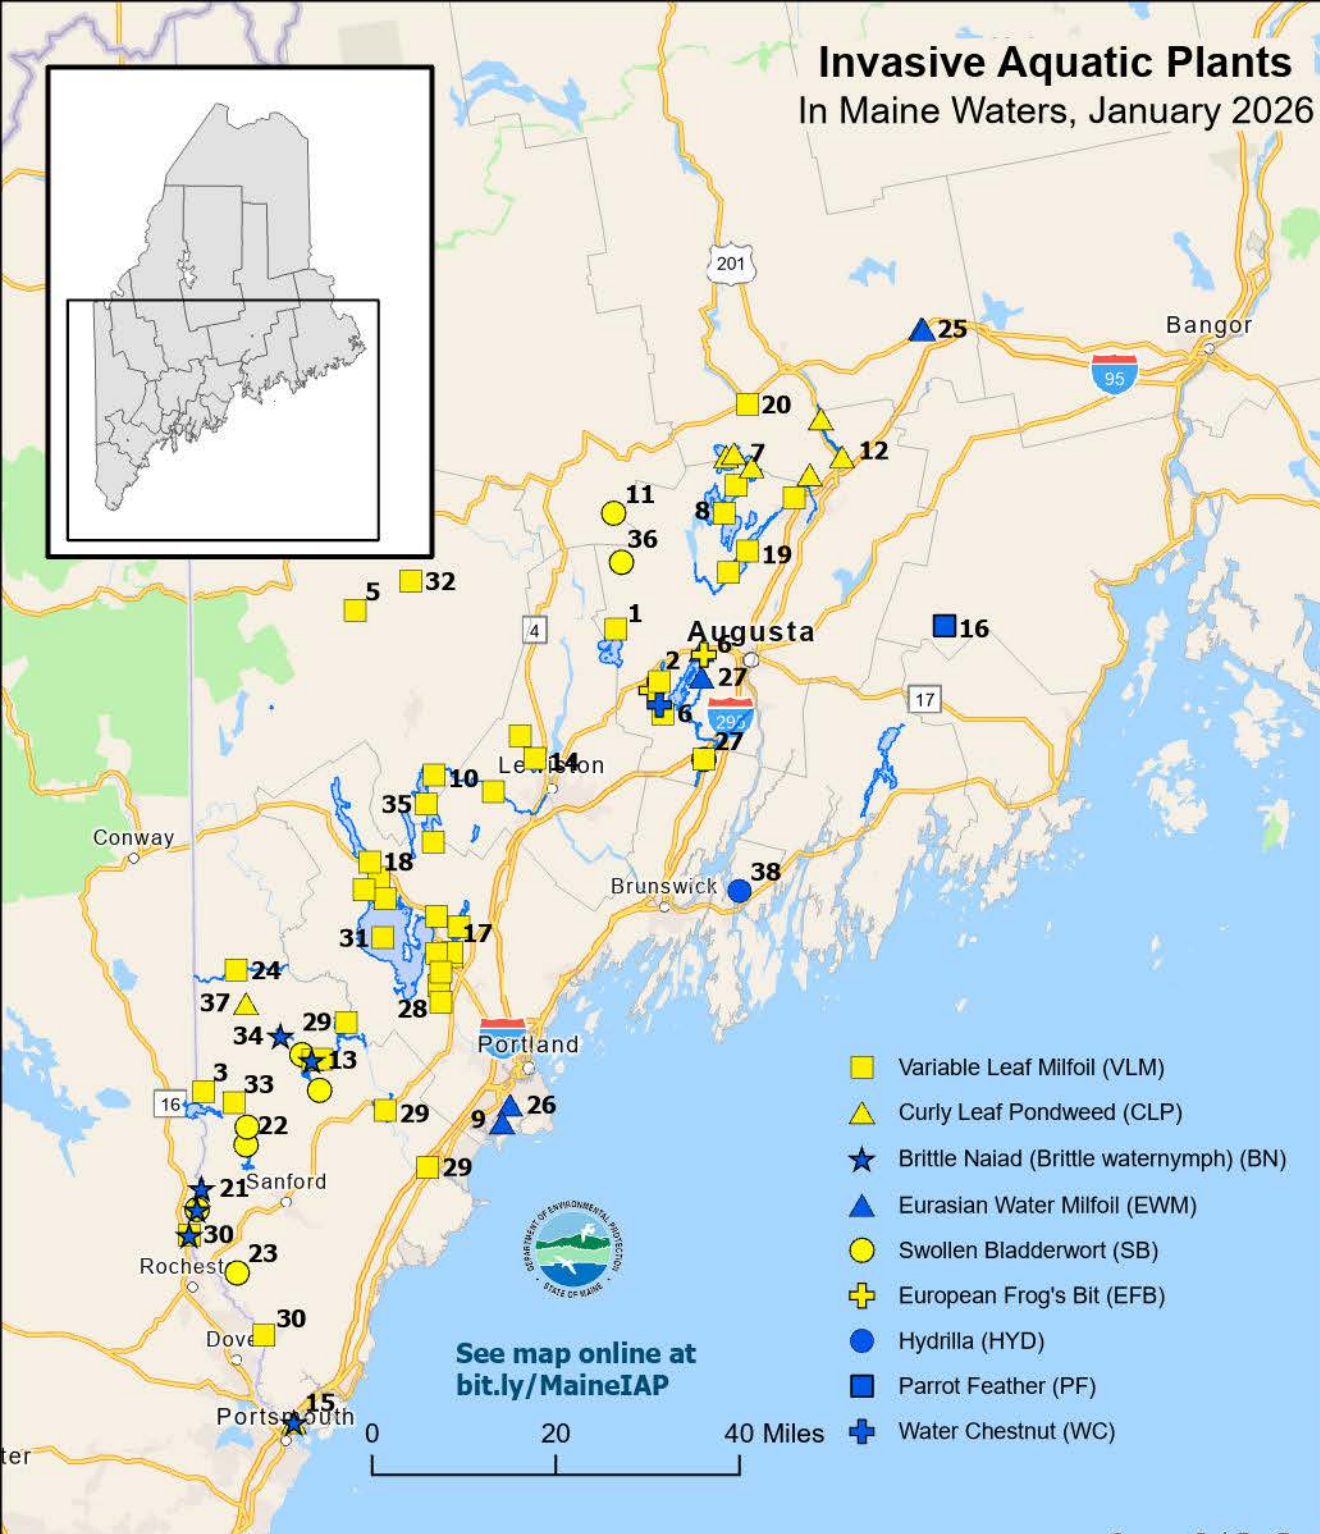 Invasive Aquatic Plants
In Maine Waters, January 2026
201
25
Bangor
95
20
7
12
11
8
36
19
32
5
1
4
Augusta
6
16
2
27
17
6
295
27
14
Lewiston
10
35
Conway
18
38
Brunswick
17
31
24
37
28
29
34
Portland
13
3
33
16
29
26
9
22
29
Sanford
21
30
23
Rochest
30
Dove
15
Portsmouth
ter
Variable Leaf Milfoil (VLM)
Curly Leaf Pondweed (CLP)
Brittle Naiad (Brittle waternymph) (BN)
Eurasian Water Milfoil (EWM)
Swollen Bladderwort (SB)
European Frog's Bit (EFB)
Hydrilla (HYD)
Parrot Feather (PF)
Water Chestnut (WC)
DEPARTMENT OF ENVIRONMENTAL PROTECTION
STATE OF MAINE
See map online at
bit.ly/MaineIAP
0 20 40 Miles